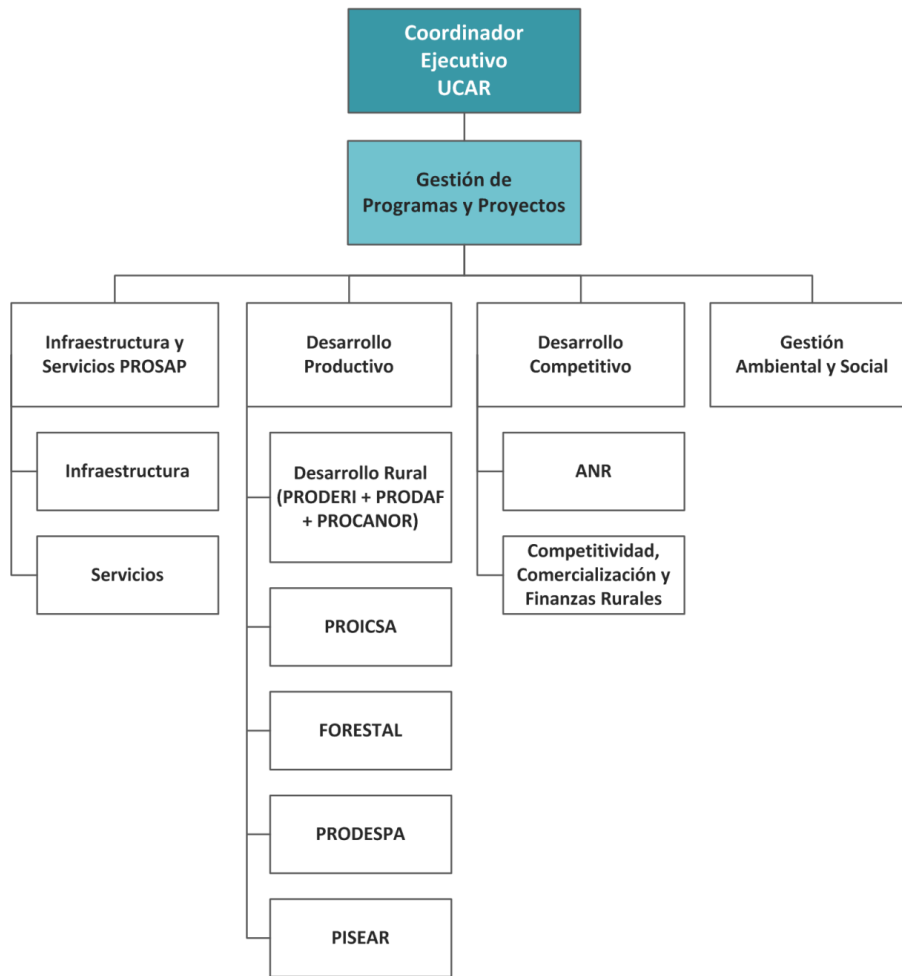 Coordinador
Ejecutivo
UCAR
Gestión de
Programas y Proyectos
Infraestructura y
Servicios PROSAP
Desarrollo
Productivo
Desarrollo
Competitivo
Gestión
Ambiental y Social
Infraestructura
Servicios
Desarrollo Rural
(PRODERI + PRODAF
+ PROCANOR)
PROICSA
FORESTAL
PRODESPA
PISEAR
ANR
Competitividad,
Comercialización y
Finanzas Rurales